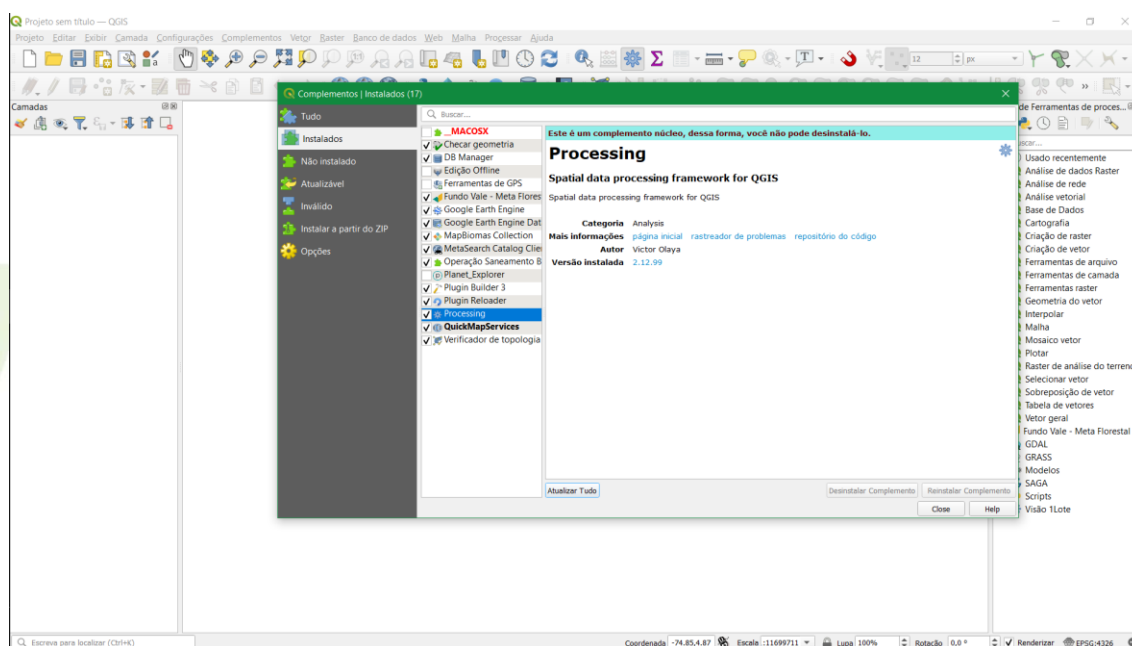 Projeto sem título — QGIS
Projeto Editar Exibir Camada Configurações Complementos Vetor Raster Banco de dados Web Malha Processar Ajuda
12 px
Camadas
Complementos | Instalados (17)
Tudo
Instalados
Não instalado
Atualizável
Inválido
Instalar a partir do ZIP
Opções
Buscar...
__MACOSX
Checar geometria
DB Manager
Edição Offline
Ferramentas de GPS
Fundo Vale - Meta Flores
Google Earth Engine
Google Earth Engine Dat
MapBiomas Collection
MetaSearch Catalog Clie
Operação Saneamento B
Planet_Explorer
Plugin Builder 3
Plugin Reloader
Processing
QuickMapServices
Verificador de topologia
Este é um complemento núcleo, dessa forma, você não pode desinstalá-lo.
Processing
Spatial data processing framework for QGIS
Spatial data processing framework for QGIS
Categoria Analysis
Mais informações página inicial rastreador de problemas repositório do código
Autor Victor Olaya
Versão instalada 2.12.99
Atualizar Tudo
Desinstalar Complemento
Reinstalar Complemento
Close
Help
de Ferramentas de proces...
Usado recentemente
Análise de dados Raster
Análise de rede
Análise vetorial
Base de Dados
Cartografia
Criação de raster
Criação de vetor
Ferramentas de arquivo
Ferramentas de camada
Ferramentas raster
Geometria do vetor
Interpolar
Malha
Mosaico vetor
Plotar
Raster de análise do terreno
Selecionar vetor
Sobreposição de vetor
Tabela de vetores
Vetor geral
Fundo Vale - Meta Florestal
GDAL
GRASS
Modelos
SAGA
Scripts
Visão 1Lote
Escreva para localizar (Ctrl+K)
Coordenada -74.85,4.87 Escala :11699711 Lupa 100% Rotação 0,0 ° Renderizar EPSG:4326